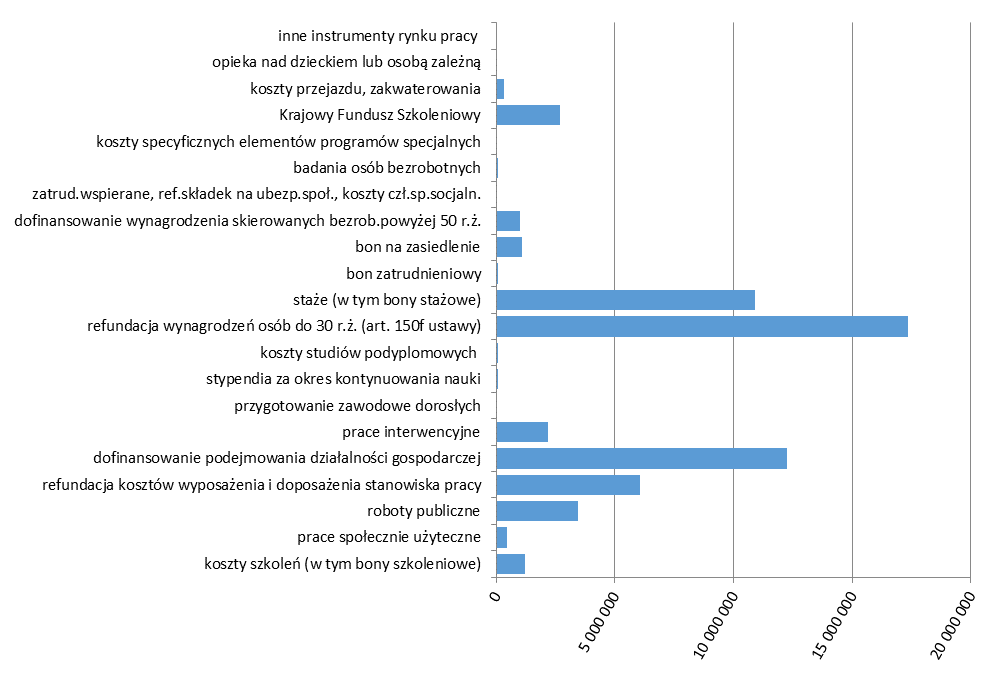 inne instrumenty rynku pracy
opieka nad dzieckiem lub osobą zależną
koszty przejazdu, zakwaterowania
Krajowy Fundusz Szkoleniowy
koszty specyficznych elementów programów specjalnych
badania osób bezrobotnych
zatrud.wspierane, ref.składek na ubezp.społ., koszty czł.sp.socjaln.
dofinansowanie wynagrodzenia skierowanych bezrob.powyżej 50 r.ż.
bon na zasiedlenie
bon zatrudnieniowy
staże (w tym bony stażowe)
refundacja wynagrodzeń osób do 30 r.ż. (art. 150f ustawy)
koszty studiów podyplomowych
stypendia za okres kontynuowania nauki
przygotowanie zawodowe dorosłych
prace interwencyjne
dofinansowanie podejmowania działalności gospodarczej
refundacja kosztów wyposażenia i doposażenia stanowiska pracy
roboty publiczne
prace społecznie użyteczne
koszty szkoleń (w tym bony szkoleniowe)
0
5 000 000
10 000 000
15 000 000
20 000 000